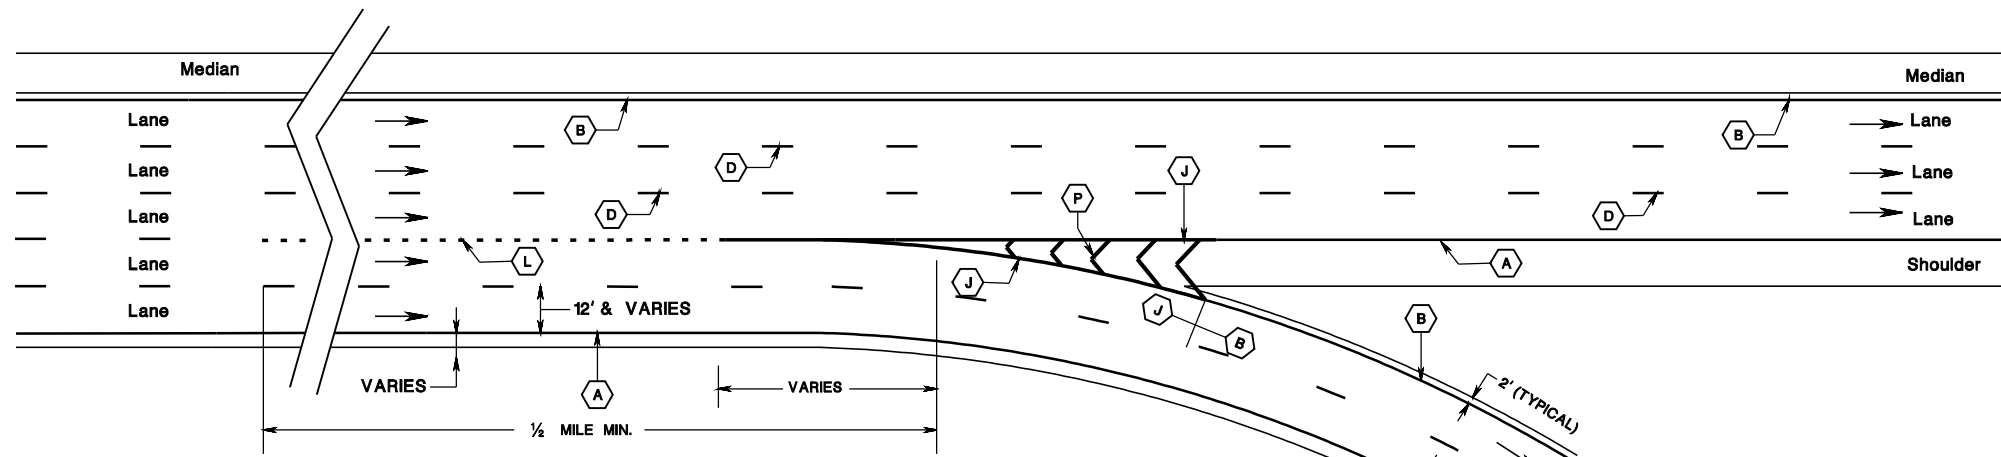 Median
Median
Lane
Lane
B
B
D
J
Lane
Lane
P
D
D
Lane
Lane
L
A
Lane
Shoulder
J
Lane
12' & VARIES
J
B
B
VARIES
A
VARIES
2' (TYPICAL)
½ MILE MIN.